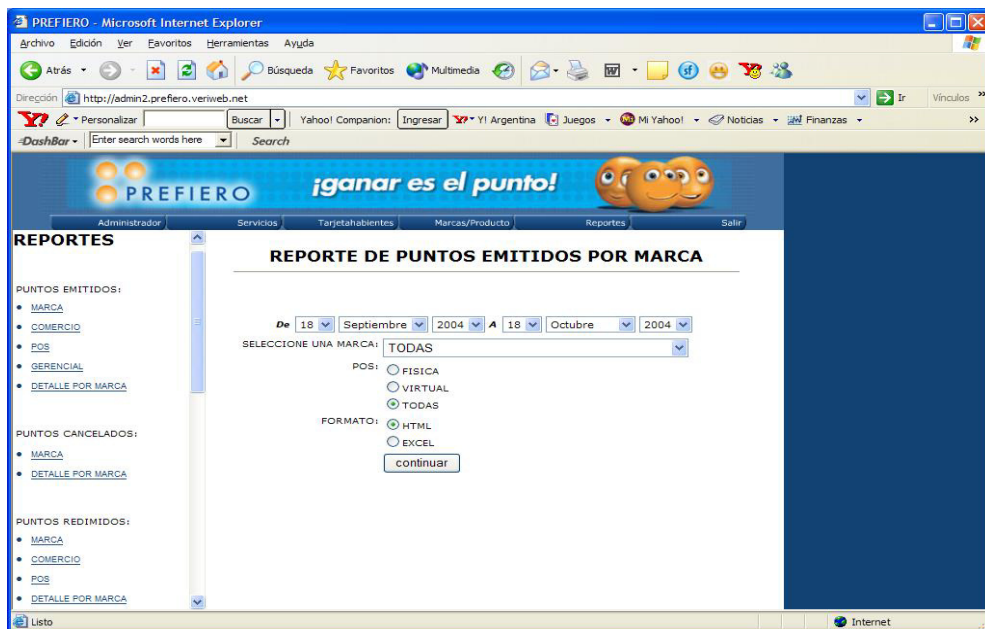 PREFIERO - Microsoft Internet Explorer
Archivo Edición Ver Favoritos Herramientas Ayuda
Atrás Búsqueda Favoritos Multimedia
Dirección http://admin2.prefiero.veriweb.net Ir Vínculos
Personalizar Buscar Yahoo! Companion: Ingresar Y! Argentina Juegos Mi Yahoo! Noticias Finanzas
DashBar Enter search words here Search
PREFIERO ¡ganar es el punto!
Administrador Servicios Tarjetahabientes Marcas/Producto Reportes Salir
REPORTES
PUNTOS EMITIDOS:
MARCA
COMERCIO
POS
GERENCIAL
DETALLE POR MARCA
PUNTOS CANCELADOS:
MARCA
DETALLE POR MARCA
PUNTOS REDIMIDOS:
MARCA
COMERCIO
POS
DETALLE POR MARCA
REPORTE DE PUNTOS EMITIDOS POR MARCA
De 18 Septiembre 2004 A 18 Octubre 2004
SELECCIONE UNA MARCA: TODAS
POS: FISICA
VIRTUAL
TODAS
FORMATO: HTML
EXCEL
continuar
Listo Internet